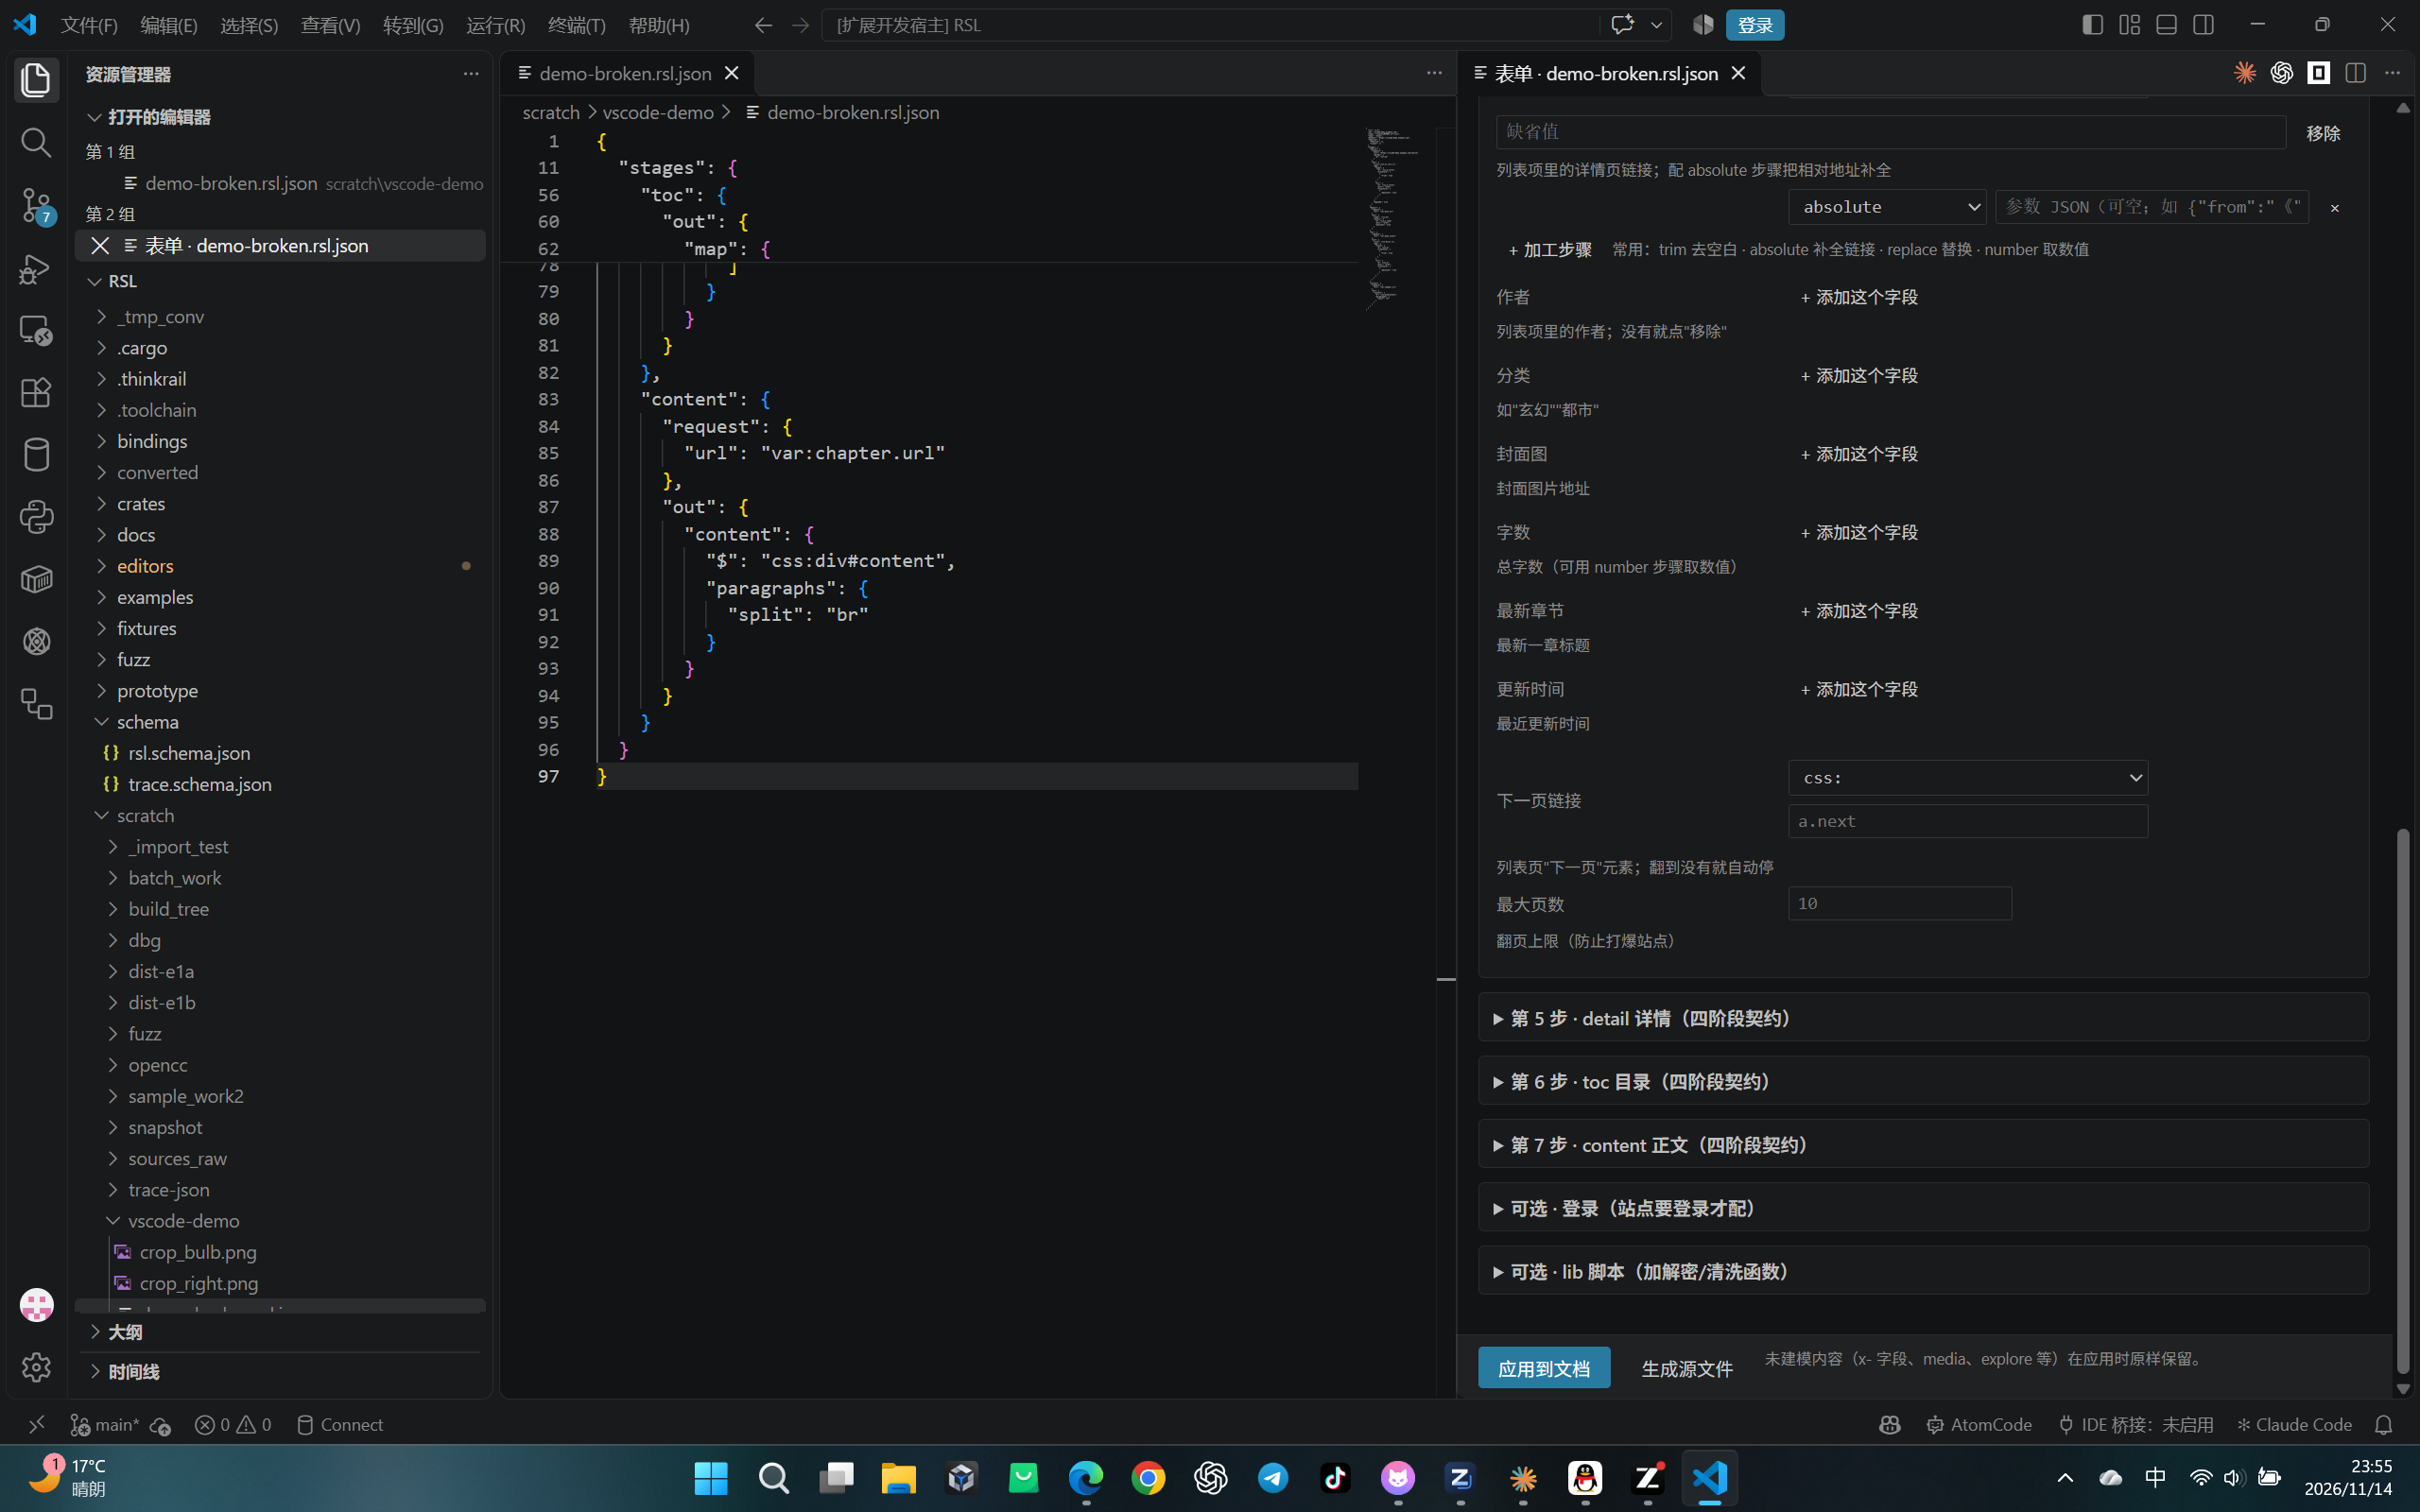 文件(F) 编辑(E) 选择(S) 查看(V) 转到(G) 运行(R) 终端(T) 帮助(H) [扩展开发宿主] RSL 登录
资源管理器
打开的编辑器
第 1 组
demo-broken.rsl.json scratch\vscode-demo
第 2 组
表单 · demo-broken.rsl.json
RSL
_tmp_conv
.cargo
.thinkrail
.toolchain
bindings
converted
crates
docs
editors
examples
fixtures
fuzz
prototype
schema
rsl.schema.json
trace.schema.json
scratch
_import_test
batch_work
build_tree
dbg
dist-e1a
dist-e1b
fuzz
opencc
sample_work2
snapshot
sources_raw
trace-json
vscode-demo
crop_bulb.png
crop_right.png
大纲
时间线
7
demo-broken.rsl.json
scratch > vscode-demo > demo-broken.rsl.json
1 {
11 "stages": {
56 "toc": {
60 "out": {
62 "map": {
78 ]
79 }
80 }
81 }
82 },
83 "content": {
84 "request": {
85 "url": "var:chapter.url"
86 },
87 "out": {
88 "content": {
89 "$": "css:div#content",
90 "paragraphs": {
91 "split": "br"
92 }
93 }
94 }
95 }
96 }
97 }
表单 · demo-broken.rsl.json
缺省值 移除
列表项里的详情页链接；配 absolute 步骤把相对地址补全
absolute 参数 JSON（可空；如 {"from":"《" ×
+ 加工步骤 常用：trim 去空白 · absolute 补全链接 · replace 替换 · number 取数值
作者 + 添加这个字段
列表项里的作者；没有就点"移除"
分类 + 添加这个字段
如"玄幻""都市"
封面图 + 添加这个字段
封面图片地址
字数 + 添加这个字段
总字数（可用 number 步骤取数值）
最新章节 + 添加这个字段
最新一章标题
更新时间 + 添加这个字段
最近更新时间
css:
下一页链接
a.next
列表页"下一页"元素；翻到没有就自动停
最大页数 10
翻页上限（防止打爆站点）
第 5 步 · detail 详情（四阶段契约）
第 6 步 · toc 目录（四阶段契约）
第 7 步 · content 正文（四阶段契约）
可选 · 登录（站点要登录才配）
可选 · lib 脚本（加解密/清洗函数）
应用到文档 生成源文件 未建模内容（x- 字段、media、explore 等）在应用时原样保留。
main* 0 0 Connect AtomCode IDE 桥接：未启用 Claude Code
1 17°C
晴朗
中
23:55
2026/11/14